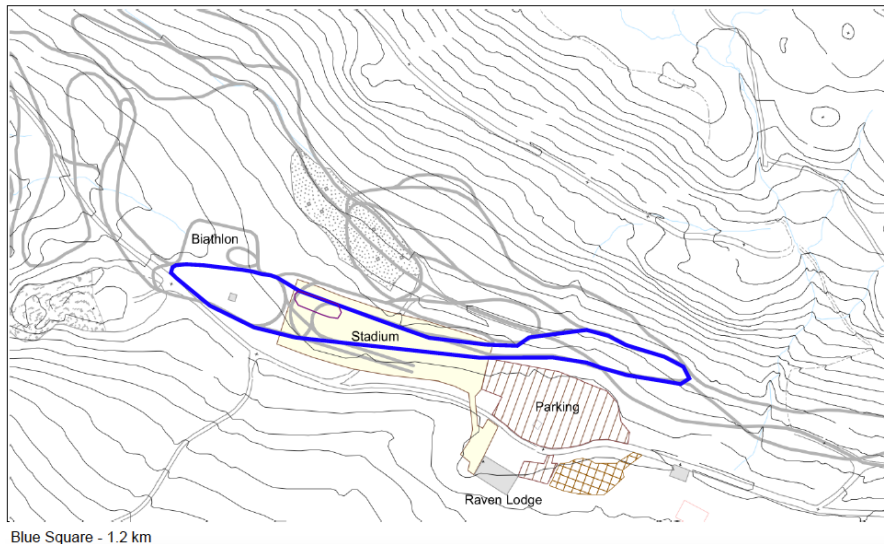 Biathlon
Stadium
Parking
Raven Lodge
Blue Square - 1.2 km